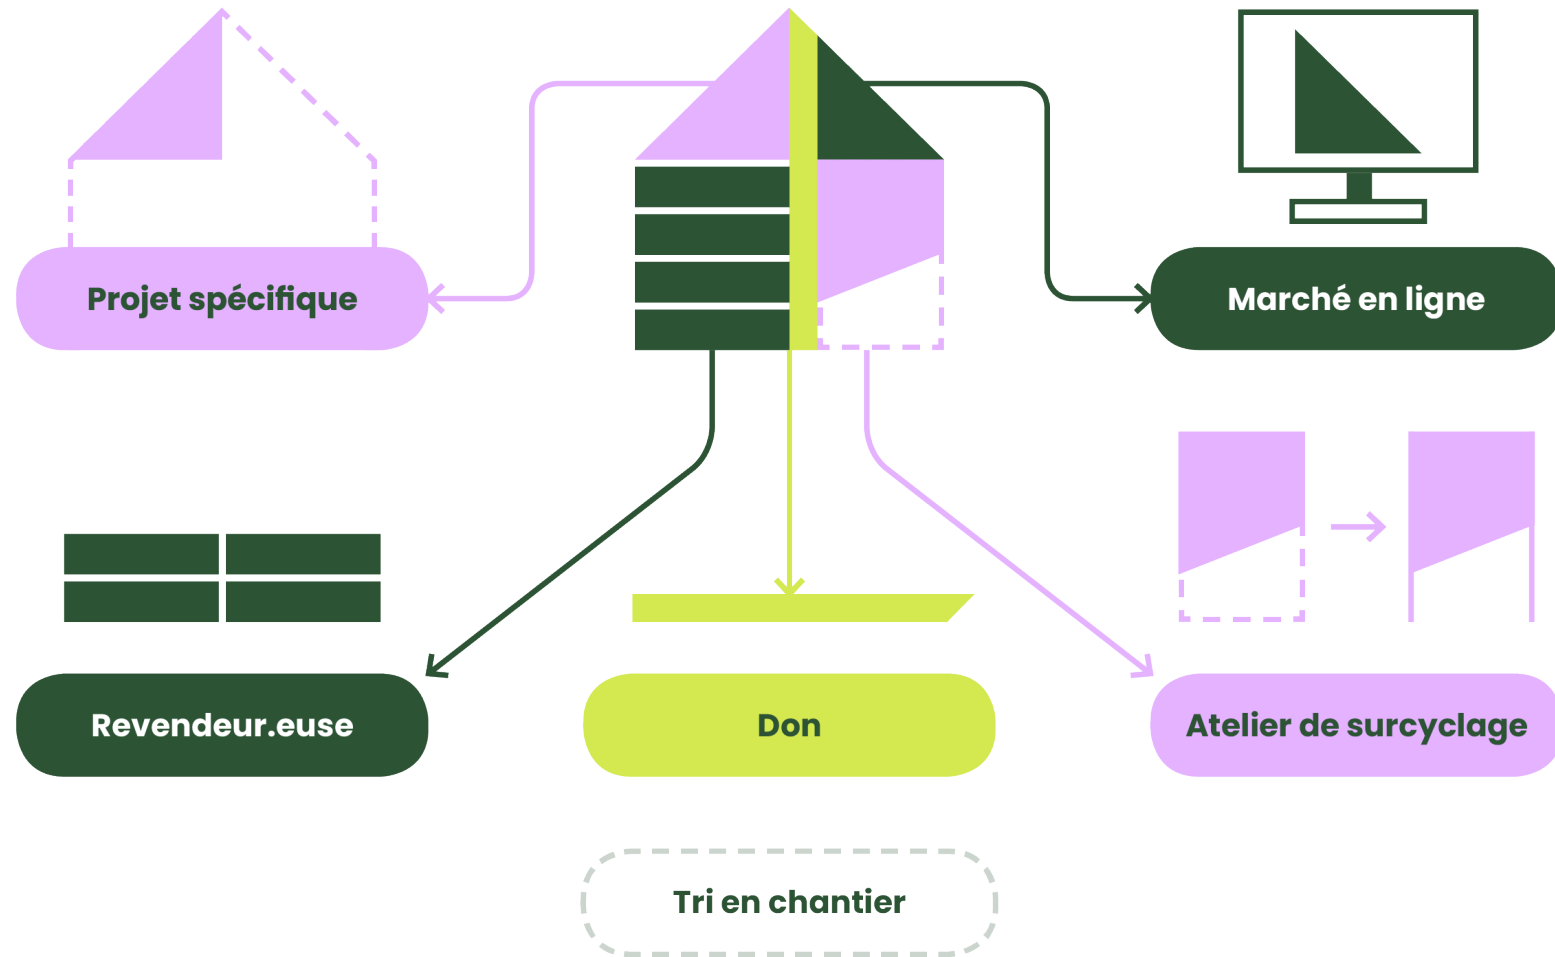 Projet spécifique
Marché en ligne
Revendeur.euse
Don
Atelier de surcyclage
Tri en chantier